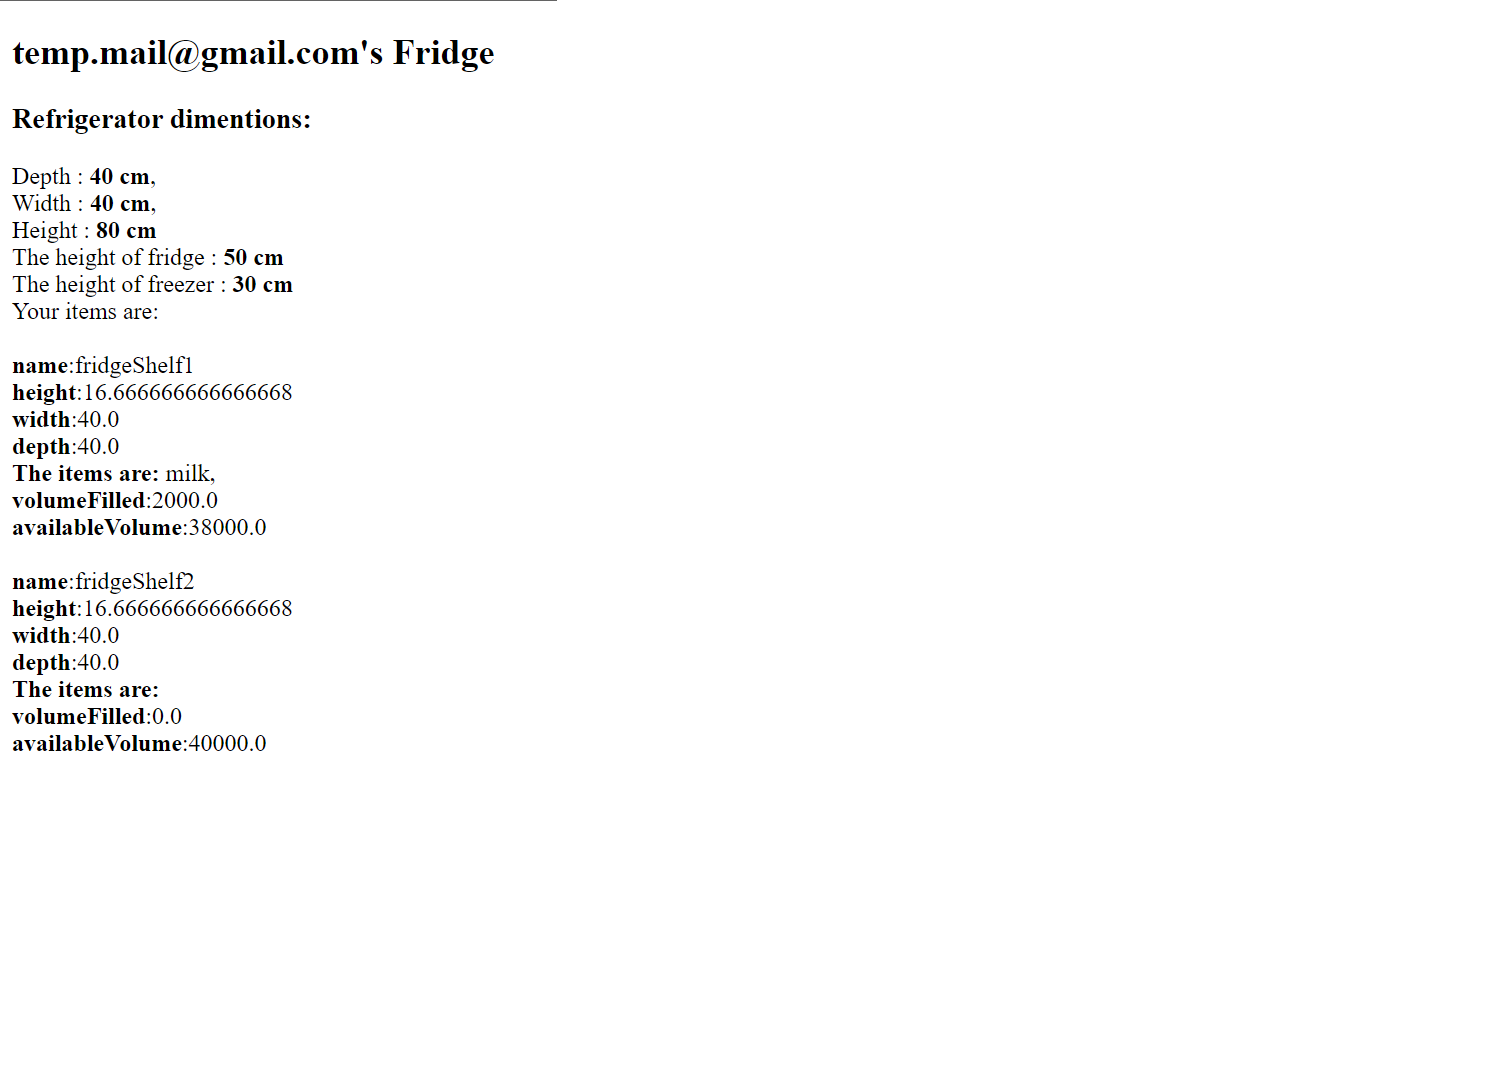 temp.mail@gmail.com's Fridge
Refrigerator dimentions:
Depth : 40 cm,
Width : 40 cm,
Height : 80 cm
The height of fridge : 50 cm
The height of freezer : 30 cm
Your items are:
name:fridgeShelf1
height:16.666666666666668
width:40.0
depth:40.0
The items are: milk,
volumeFilled:2000.0
availableVolume:38000.0
name:fridgeShelf2
height:16.666666666666668
width:40.0
depth:40.0
The items are:
volumeFilled:0.0
availableVolume:40000.0